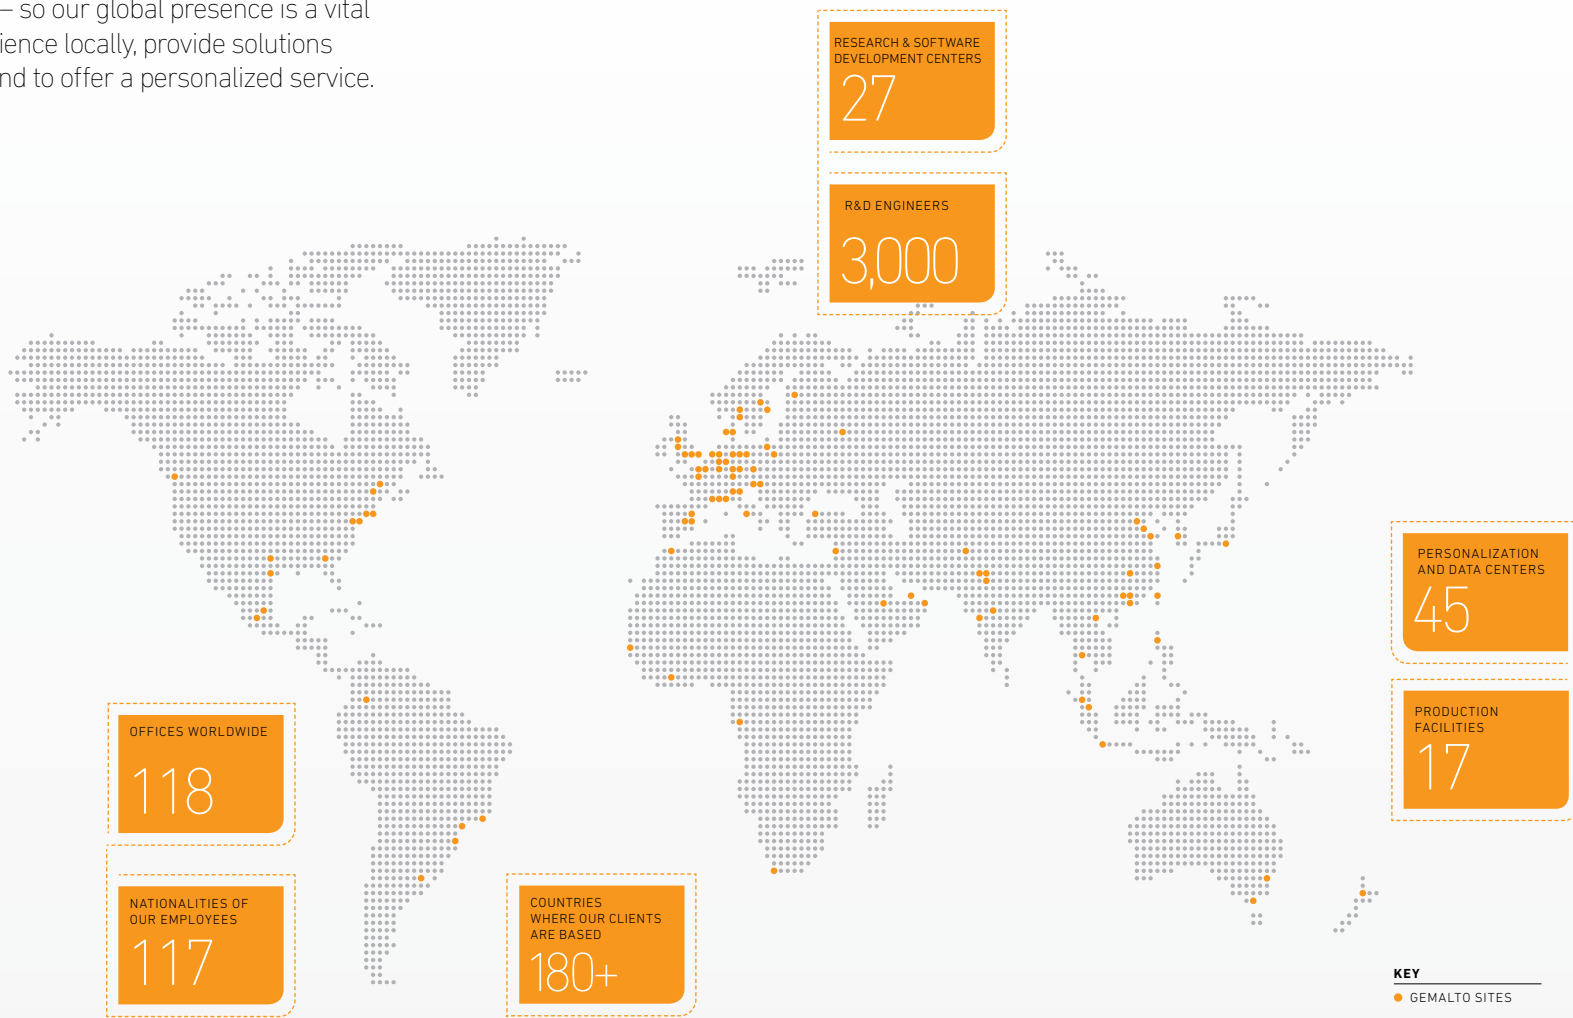 – so our global presence is a vital
ience locally, provide solutions
nd to offer a personalized service.
RESEARCH & SOFTWARE
DEVELOPMENT CENTERS
27
R&D ENGINEERS
3,000
PERSONALIZATION
AND DATA CENTERS
45
PRODUCTION
FACILITIES
17
OFFICES WORLDWIDE
118
NATIONALITIES OF
OUR EMPLOYEES
117
COUNTRIES
WHERE OUR CLIENTS
ARE BASED
180+
KEY
GEMALTO SITES